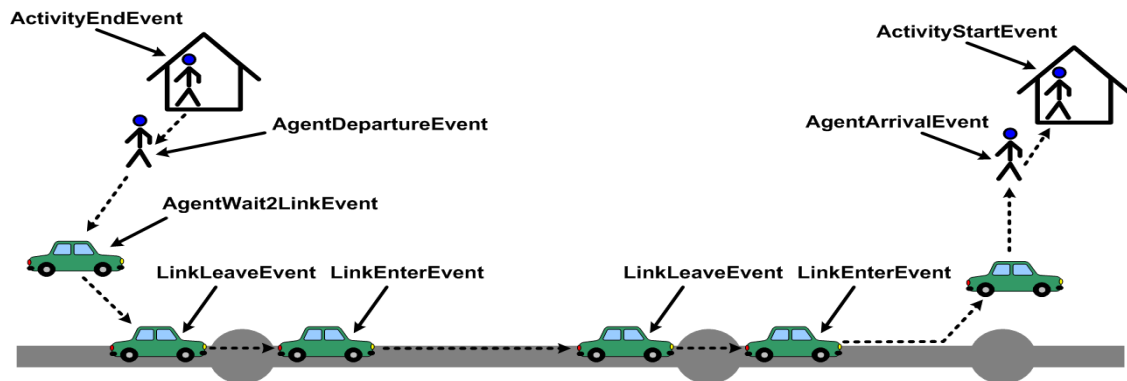 ActivityEndEvent
ActivityStartEvent
AgentDepartureEvent
AgentArrivalEvent
AgentWait2LinkEvent
LinkLeaveEvent
LinkEnterEvent
LinkLeaveEvent
LinkEnterEvent